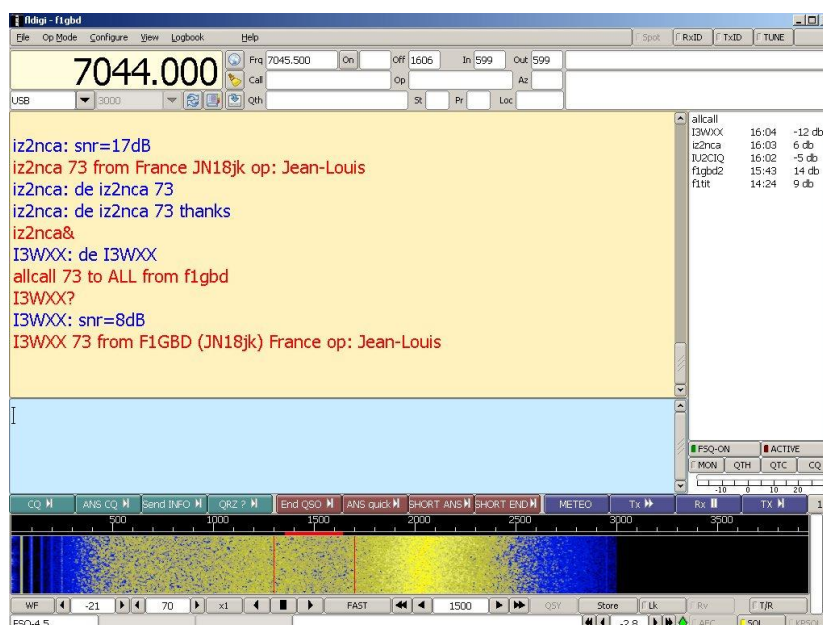 fldigi - f1gbd
File Op Mode Configure View Logbook Help Spot RxID TxID TUNE
7044.000 Frq 7045.500 On Off 1606 In 599 Out 599
Call Op Az
USB 3000 Qth St Pr Loc
iz2nca: snr=17dB
iz2nca 73 from France JN18jk op: Jean-Louis
iz2nca: de iz2nca 73
iz2nca: de iz2nca 73 thanks
iz2nca&
I3WXX: de I3WXX
allcall 73 to ALL from f1gbd
I3WXX?
I3WXX: snr=8dB
I3WXX 73 from F1GBD (JN18jk) France op: Jean-Louis
allcall
I3WXX 16:04 -12 db
iz2nca 16:03 6 db
IU2CIQ 16:02 -5 db
f1gbd2 15:43 14 db
f1tit 14:24 9 db
FSQ-ON ACTIVE
MON QTH QTC CQ
-10 0 10 20
CQ ANS CQ Send INFO QRZ ? End QSO ANS quick SHORT ANS SHORT END METEO Tx Rx TX 1
500 1000 1500 2000 2500 3000 3500
WF -21 70 x1 FAST 1500 QSY Store Lk Rv T/R
FSQ-4.5 -2.8 AFC SQL KPSQL